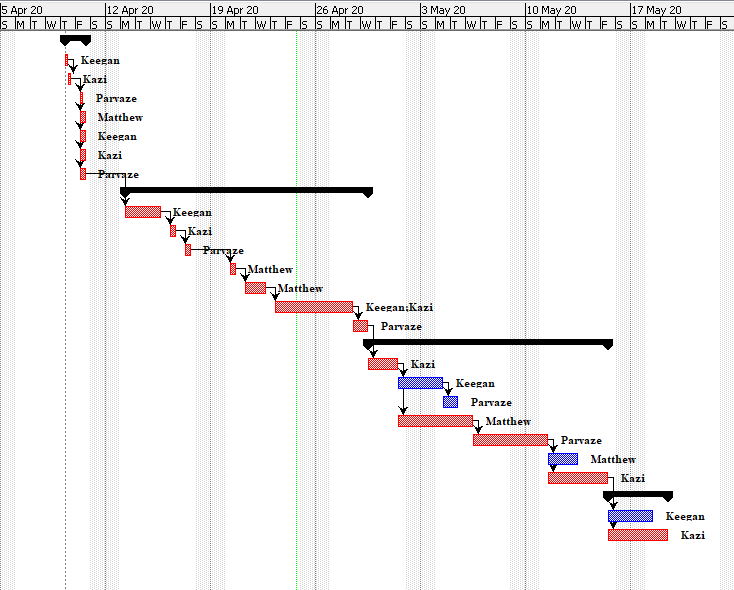 5 Apr 20 12 Apr 20 19 Apr 20 26 Apr 20 3 May 20 10 May 20 17 May 20
S M T W T F S S M T W T F S S M T W T F S S M T W T F S S M T W T F S S M T W T F S S M T W T F S
Keegan
Kazi
Parvaze
Matthew
Keegan
Kazi
Parvaze
Keegan
Kazi
Parvaze
Matthew
Matthew
Keegan;Kazi
Parvaze
Kazi
Keegan
Parvaze
Matthew
Parvaze
Matthew
Kazi
Keegan
Kazi